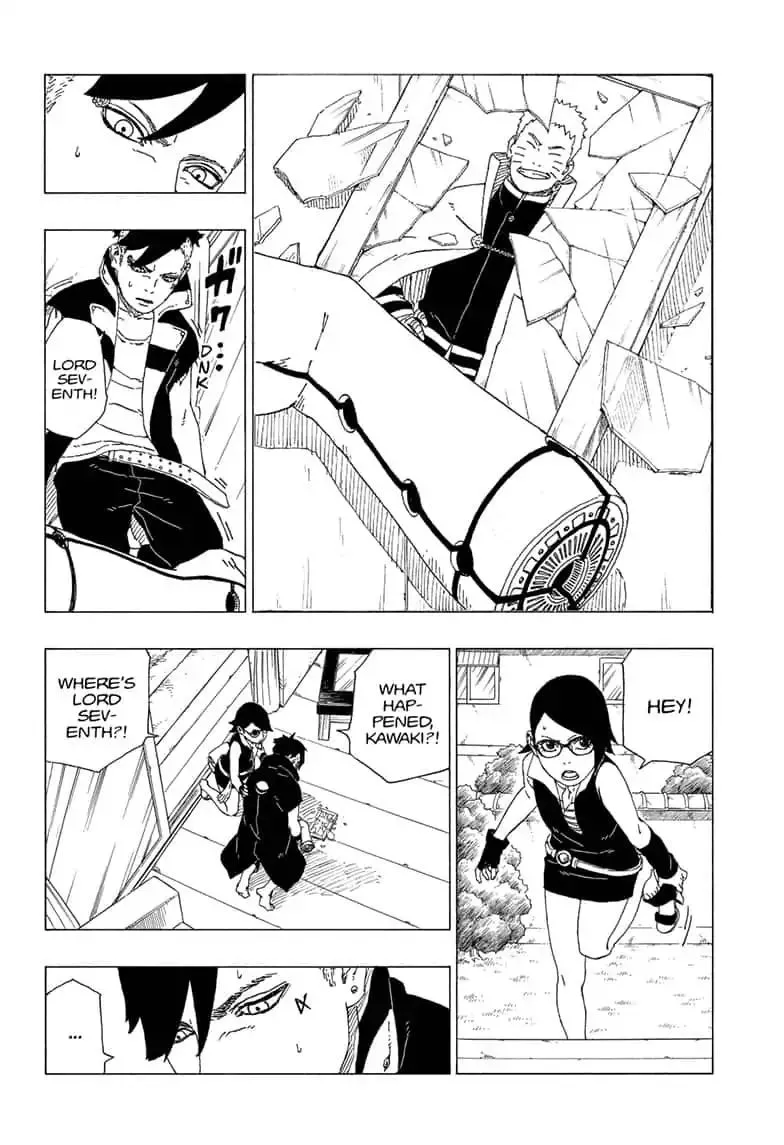 ガク…
DNK
LORD
SEV-
ENTH!
HEY!
WHAT
HAP-
PENED,
KAWAKI?!
WHERE'S
LORD
SEV-
ENTH?!
...